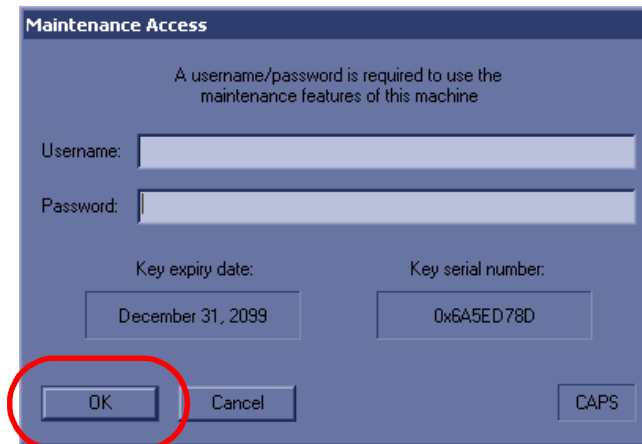 Maintenance Access
A username/password is required to use the
maintenance features of this machine
Username:
Password:
Key expiry date: Key serial number:
December 31, 2099 0x6A5ED78D
OK Cancel CAPS